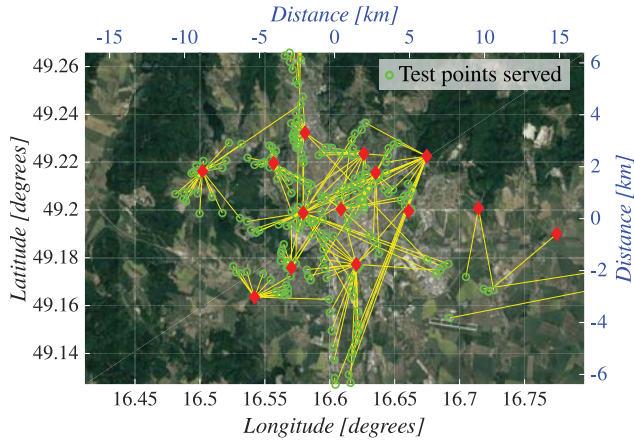 Distance [km]
-15 -10 -5 0 5 10 15
Test points served
49.26
49.24
49.22
49.2
49.18
49.16
49.14
Latitude [degrees]
6
4
2
0
-2
-4
-6
Distance [km]
16.45 16.5 16.55 16.6 16.65 16.7 16.75
Longitude [degrees]